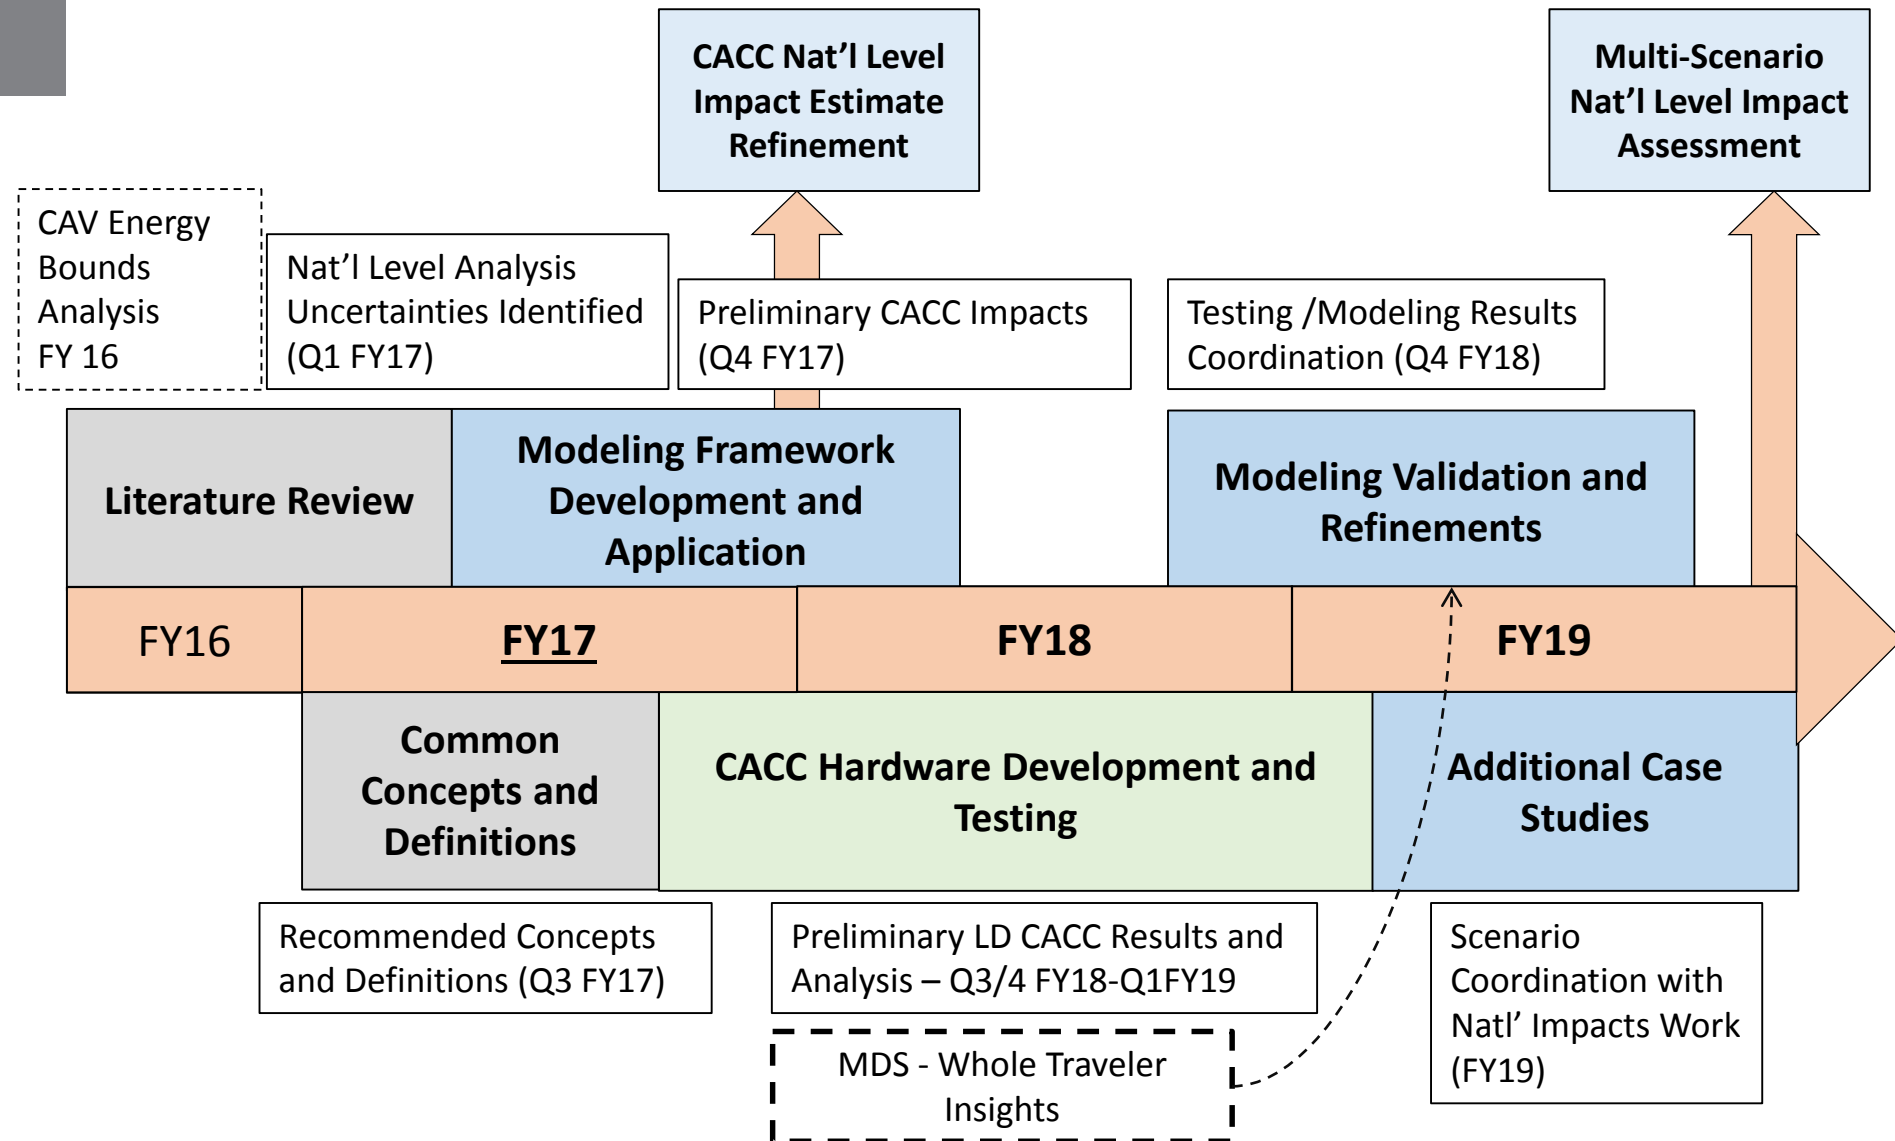 CACC Nat’l Level
Impact Estimate
Refinement
Multi-Scenario
Nat’l Level Impact
Assessment
CAV Energy
Bounds
Analysis
FY 16
Nat’l Level Analysis
Uncertainties Identified
(Q1 FY17)
Preliminary CACC Impacts
(Q4 FY17)
Testing /Modeling Results
Coordination (Q4 FY18)
Literature Review
Modeling Framework
Development and
Application
Modeling Validation and
Refinements
FY16
FY17
FY18
FY19
Common
Concepts and
Definitions
CACC Hardware Development and
Testing
Additional Case
Studies
Recommended Concepts
and Definitions (Q3 FY17)
Preliminary LD CACC Results and
Analysis – Q3/4 FY18-Q1FY19
Scenario
Coordination with
Natl’ Impacts Work
(FY19)
MDS - Whole Traveler
Insights